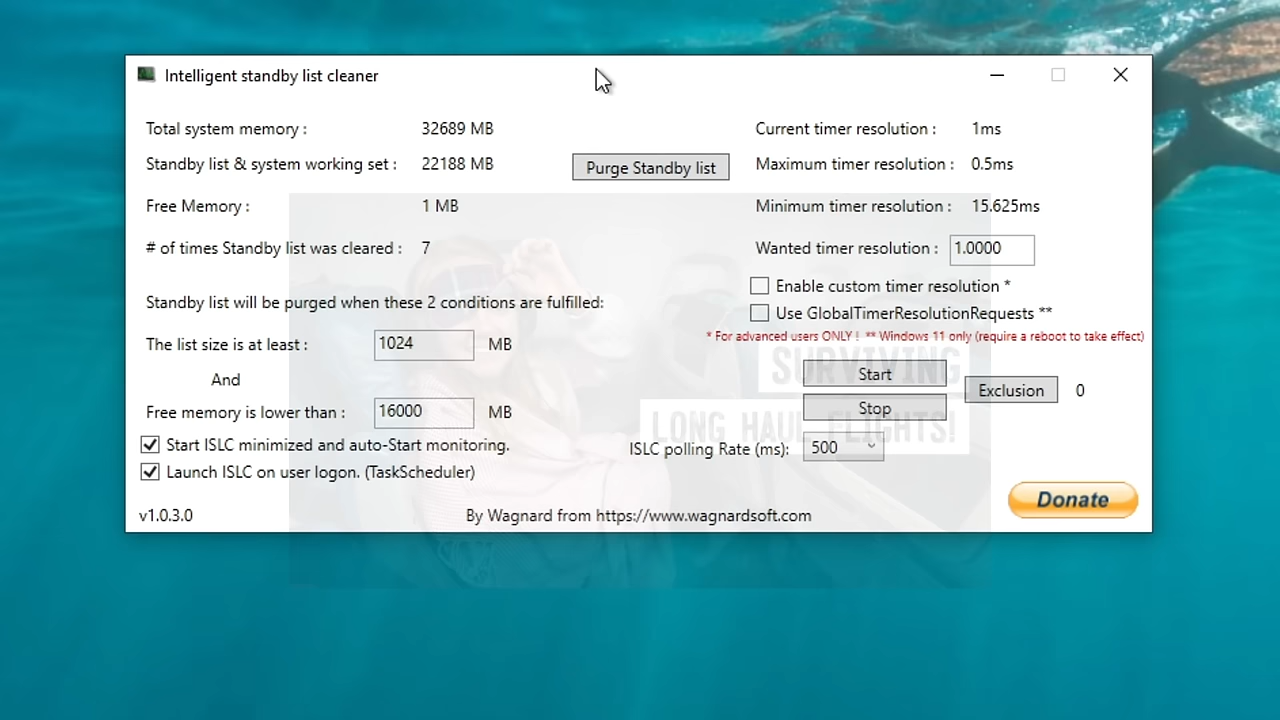 Intelligent standby list cleaner
Total system memory : 32689 MB
Standby list & system working set : 22188 MB
Purge Standby list
Free Memory : 1 MB
# of times Standby list was cleared : 7
Standby list will be purged when these 2 conditions are fulfilled:
The list size is at least : 1024 MB
And
Free memory is lower than : 16000 MB
Start ISLC minimized and auto-Start monitoring.
Launch ISLC on user logon. (TaskScheduler)
v1.0.3.0
By Wagnard from https://www.wagnardsoft.com
Current timer resolution : 1ms
Maximum timer resolution : 0.5ms
Minimum timer resolution : 15.625ms
Wanted timer resolution : 1.0000
Enable custom timer resolution *
Use GlobalTimerResolutionRequests **
* For advanced users ONLY ! ** Windows 11 only (require a reboot to take effect)
Start
Stop
Exclusion 0
ISLC polling Rate (ms): 500
Donate
SURVIVING
LONG HAUL FLIGHTS!